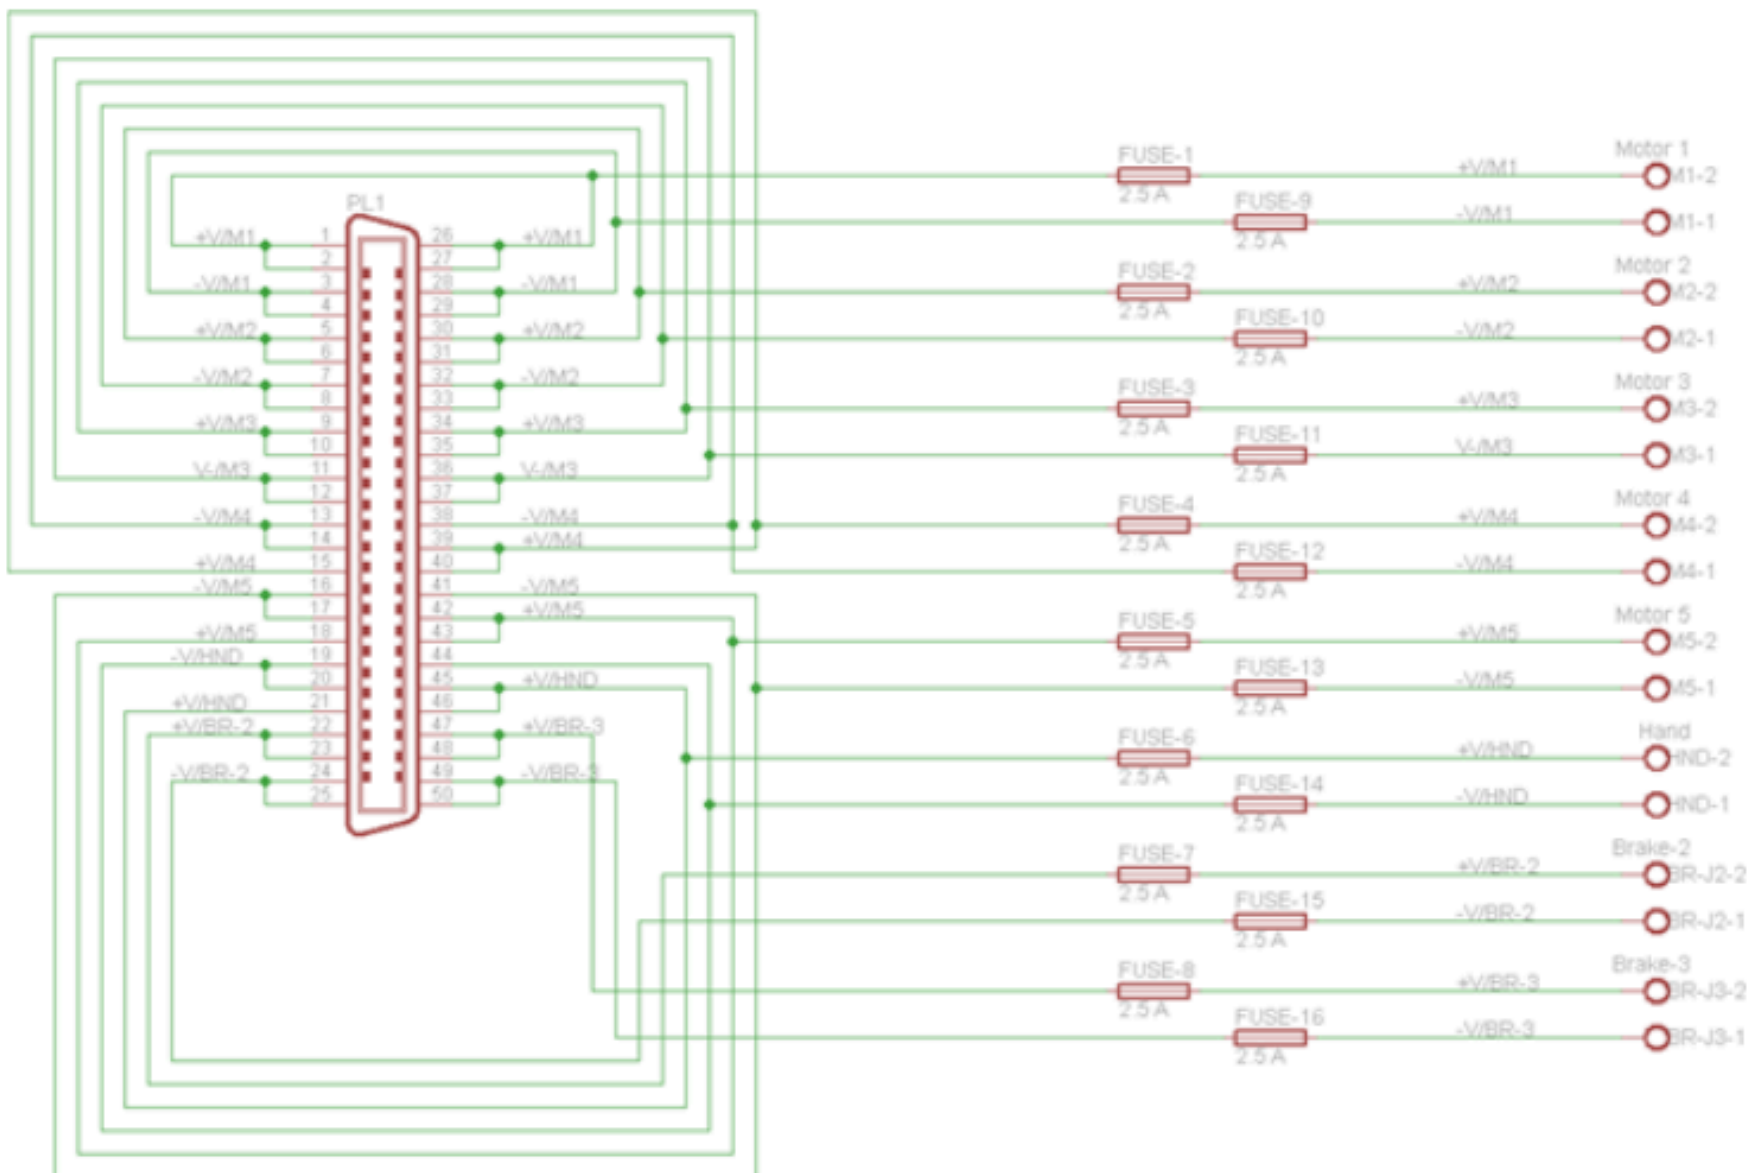 PL1
+V/M1 1 26 +V/M1
2 27
-V/M1 3 28 -V/M1
4 29
+V/M2 5 30 +V/M2
6 31
-V/M2 7 32 -V/M2
8 33
+V/M3 9 34 +V/M3
10 35
V-/M3 11 36 V-/M3
12 37
-V/M4 13 38 -V/M4
14 39 +V/M4
+V/M4 15 40
-V/M5 16 41 -V/M5
17 42 +V/M5
+V/M5 18 43
-V/HND 19 44
20 45 +V/HND
+V/HND 21 46
+V/BR-2 22 47 +V/BR-3
23 48
-V/BR-2 24 49 -V/BR-3
25 50
Motor 1
FUSE-1 +V/M1 M1-2
2.5 A
FUSE-9 -V/M1 M1-1
2.5 A
Motor 2
FUSE-2 +V/M2 M2-2
2.5 A
FUSE-10 -V/M2 M2-1
2.5 A
Motor 3
FUSE-3 +V/M3 M3-2
2.5 A
FUSE-11 V-/M3 M3-1
2.5 A
Motor 4
FUSE-4 +V/M4 M4-2
2.5 A
FUSE-12 -V/M4 M4-1
2.5 A
Motor 5
FUSE-5 +V/M5 M5-2
2.5 A
FUSE-13 -V/M5 M5-1
2.5 A
Hand
FUSE-6 +V/HND HND-2
2.5 A
FUSE-14 -V/HND HND-1
2.5 A
Brake-2
FUSE-7 +V/BR-2 BR-J2-2
2.5 A
FUSE-15 -V/BR-2 BR-J2-1
2.5 A
Brake-3
FUSE-8 +V/BR-3 BR-J3-2
2.5 A
FUSE-16 -V/BR-3 BR-J3-1
2.5 A